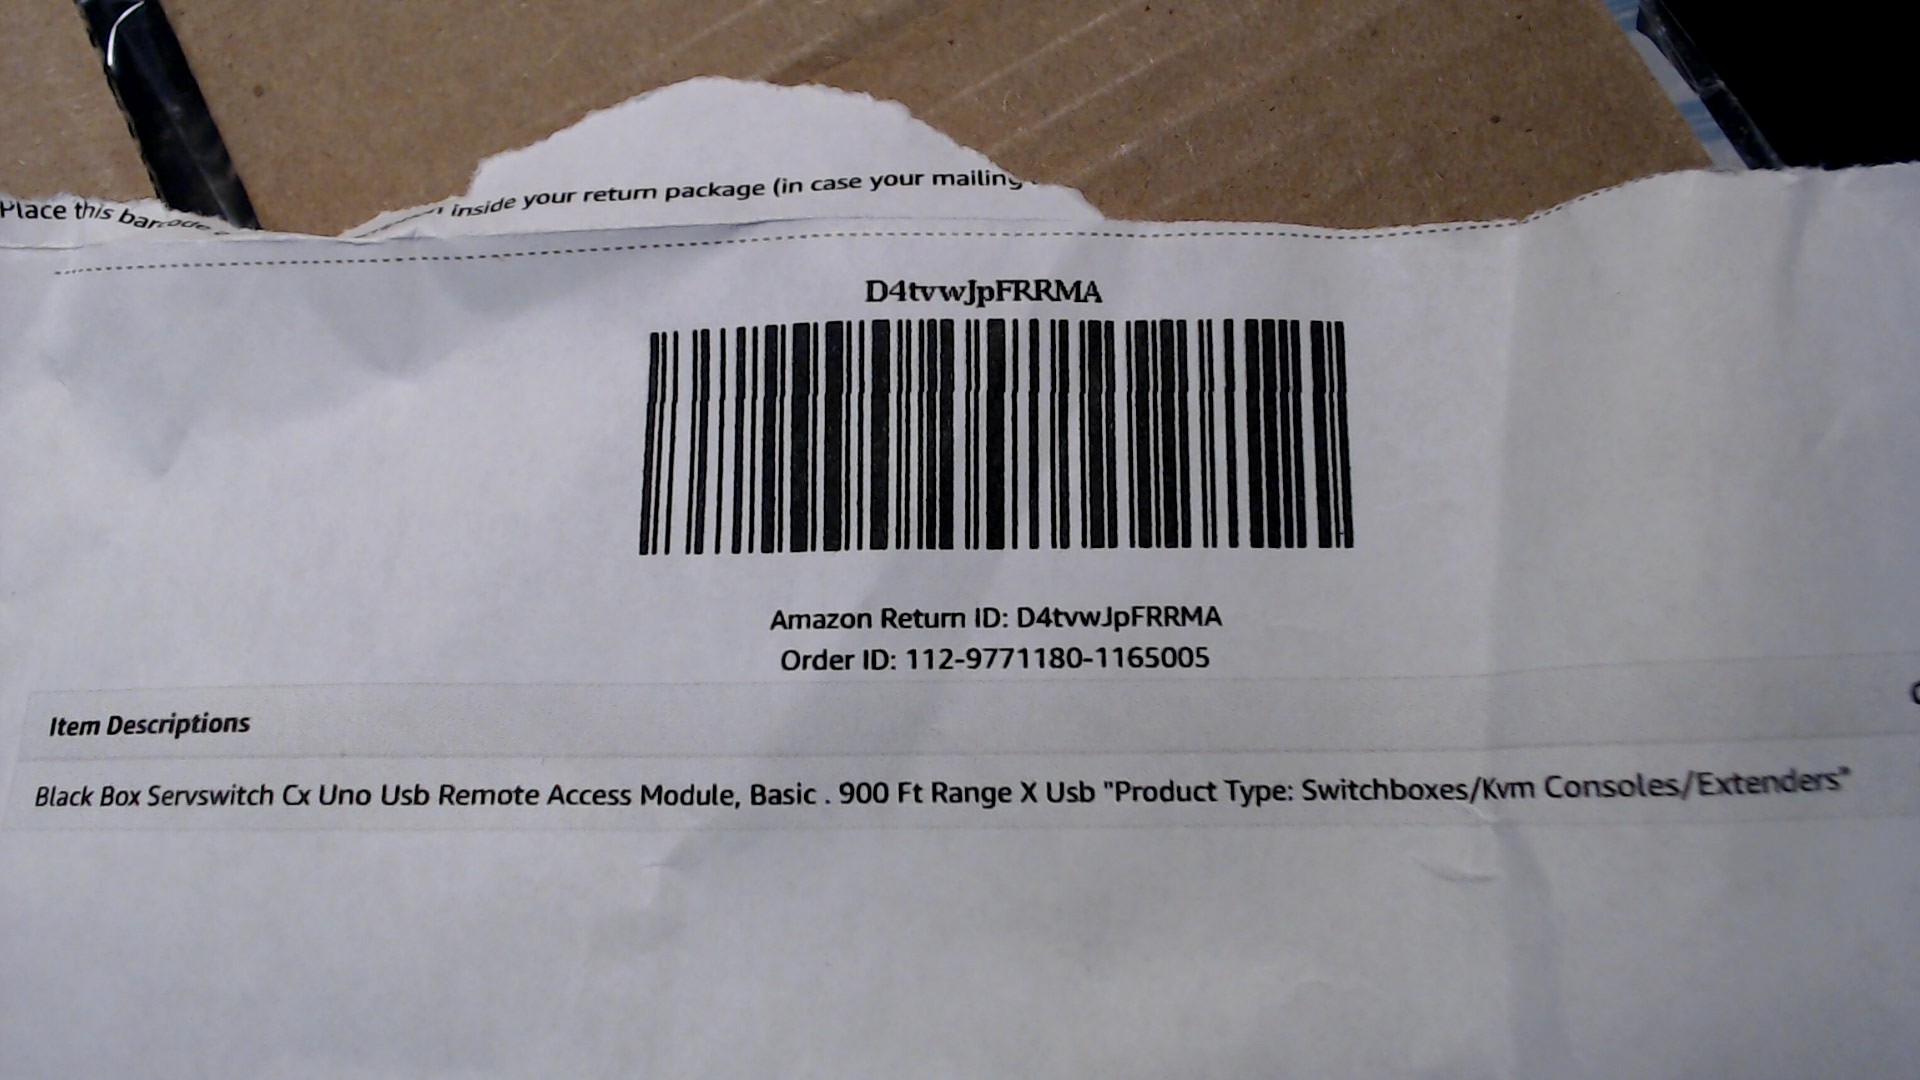 Place this barcode inside your return package (in case your mailing
D4tvwJpFRRMA
Amazon Return ID: D4tvwJpFRRMA
Order ID: 112-9771180-1165005
Item Descriptions
Black Box Servswitch Cx Uno Usb Remote Access Module, Basic . 900 Ft Range X Usb "Product Type: Switchboxes/Kvm Consoles/Extenders"